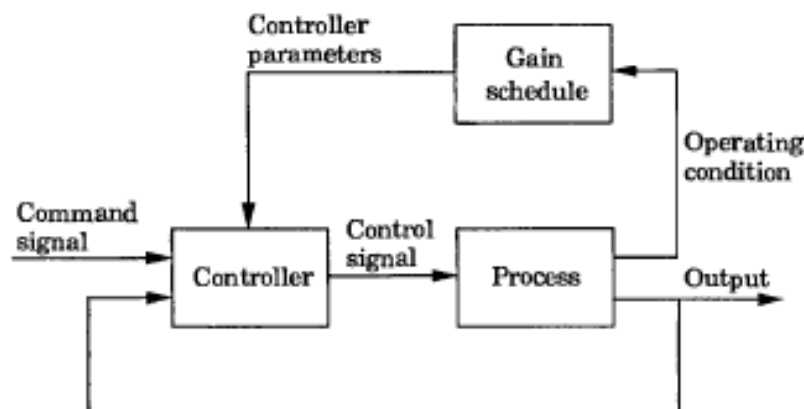 Controller
parameters
Gain
schedule
Operating
condition
Command
signal
Controller
Control
signal
Process
Output